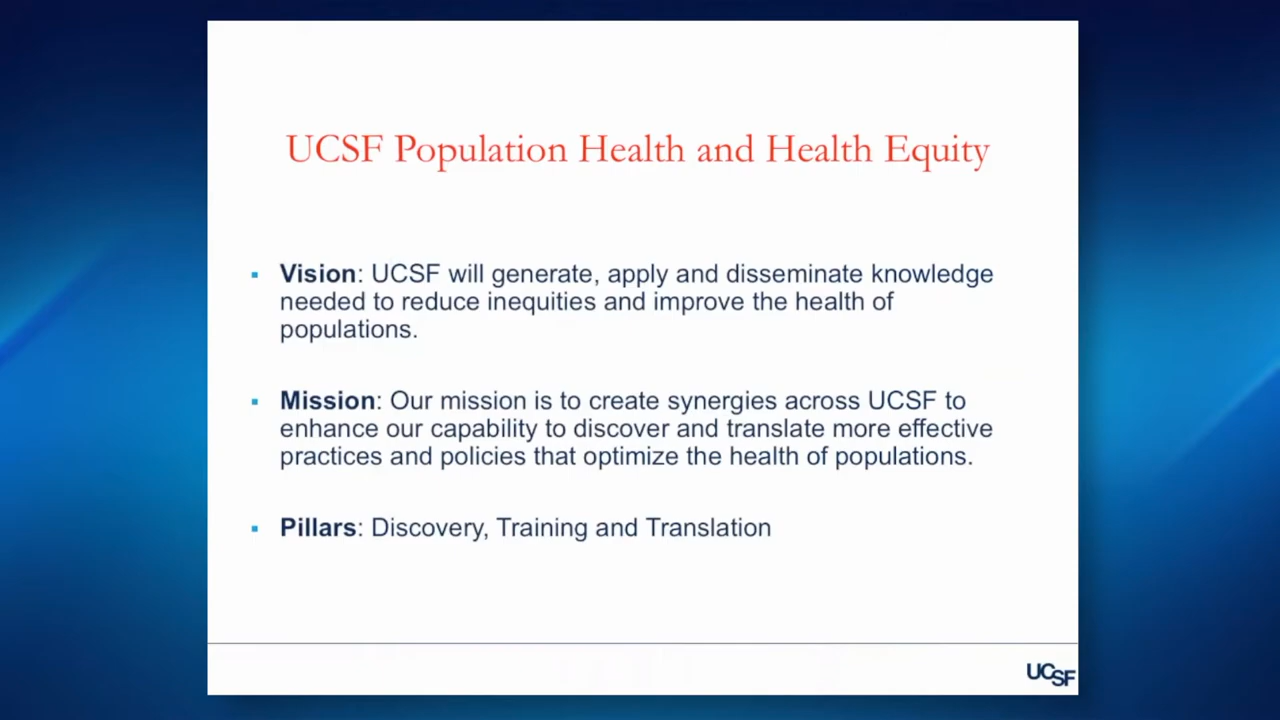 UCSF Population Health and Health Equity
▪ Vision: UCSF will generate, apply and disseminate knowledge
needed to reduce inequities and improve the health of
populations.
▪ Mission: Our mission is to create synergies across UCSF to
enhance our capability to discover and translate more effective
practices and policies that optimize the health of populations.
▪ Pillars: Discovery, Training and Translation
UCSF